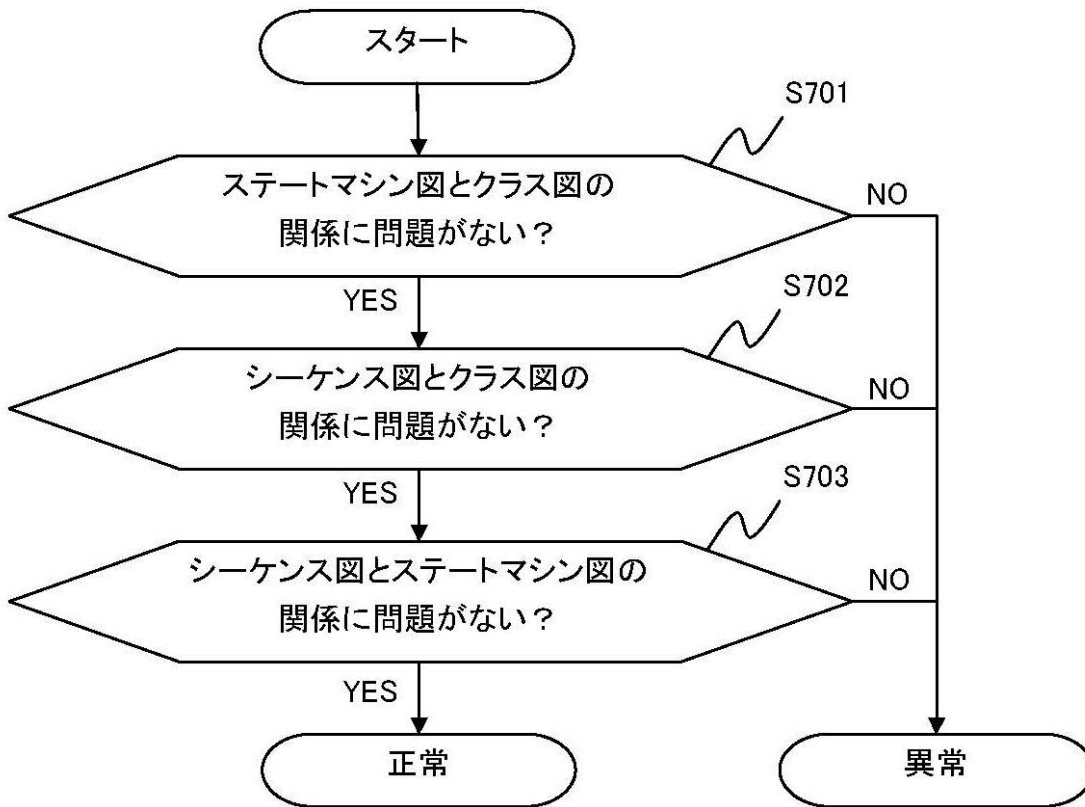 スタート
S701
ステートマシン図とクラス図の
関係に問題がない？
NO
YES
S702
シーケンス図とクラス図の
関係に問題がない？
NO
YES
S703
シーケンス図とステートマシン図の
関係に問題がない？
NO
YES
正常
異常